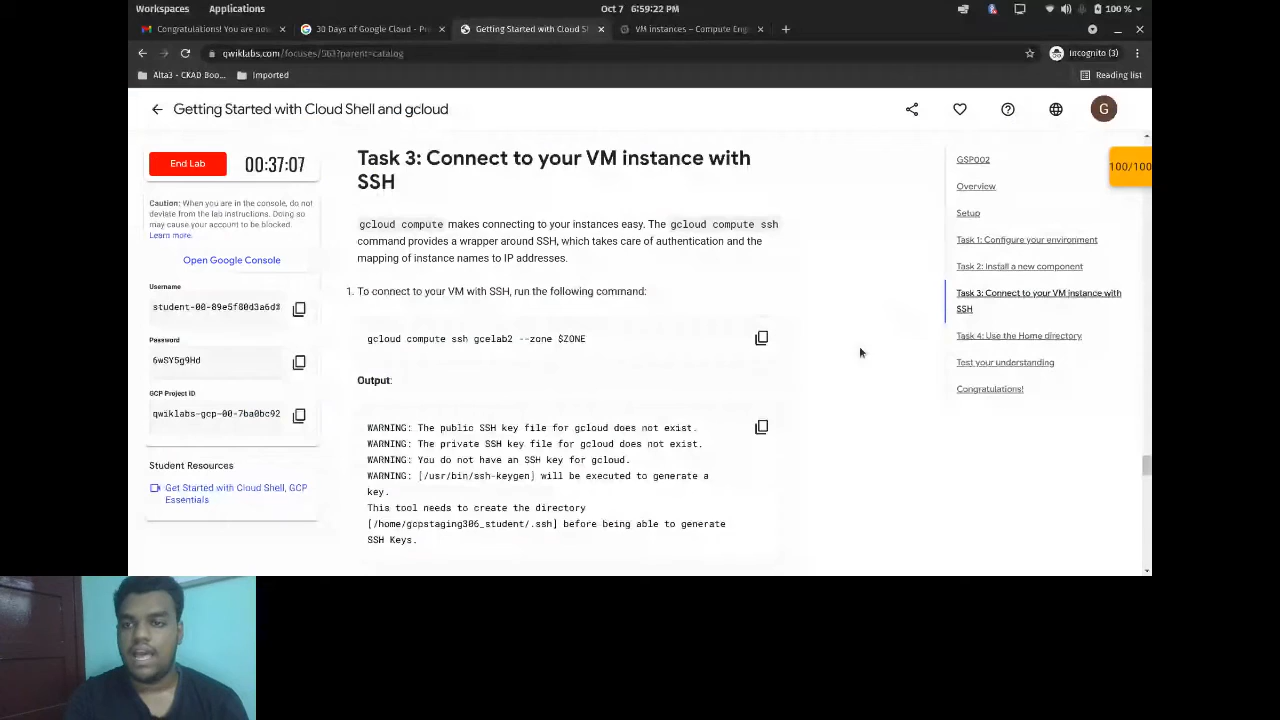 Workspaces Applications Oct 7 6:59:22 PM 100 %
Congratulations! You are now 30 Days of Google Cloud - Pr Getting Started with Cloud S VM instances – Compute Eng
qwiklabs.com/focuses/563?parent=catalog Incognito (3)
Alta3 - CKAD Boo... Imported Reading list
Getting Started with Cloud Shell and gcloud G
End Lab 00:37:07
Caution: When you are in the console, do not
deviate from the lab instructions. Doing so
may cause your account to be blocked.
Learn more.
Open Google Console
Username
student-00-89e5f80d3a6d
Password
6wSY5g9Hd
GCP Project ID
qwiklabs-gcp-00-7ba0bc92
Student Resources
Get Started with Cloud Shell, GCP
Essentials
Task 3: Connect to your VM instance with
SSH
gcloud compute makes connecting to your instances easy. The gcloud compute ssh
command provides a wrapper around SSH, which takes care of authentication and the
mapping of instance names to IP addresses.
1. To connect to your VM with SSH, run the following command:
gcloud compute ssh gcelab2 --zone $ZONE
Output:
WARNING: The public SSH key file for gcloud does not exist.
WARNING: The private SSH key file for gcloud does not exist.
WARNING: You do not have an SSH key for gcloud.
WARNING: [/usr/bin/ssh-keygen] will be executed to generate a
key.
This tool needs to create the directory
[/home/gcpstaging306_student/.ssh] before being able to generate
SSH Keys.
GSP002
Overview
Setup
Task 1: Configure your environment
Task 2: Install a new component
Task 3: Connect to your VM instance with
SSH
Task 4: Use the Home directory
Test your understanding
Congratulations!
100/100